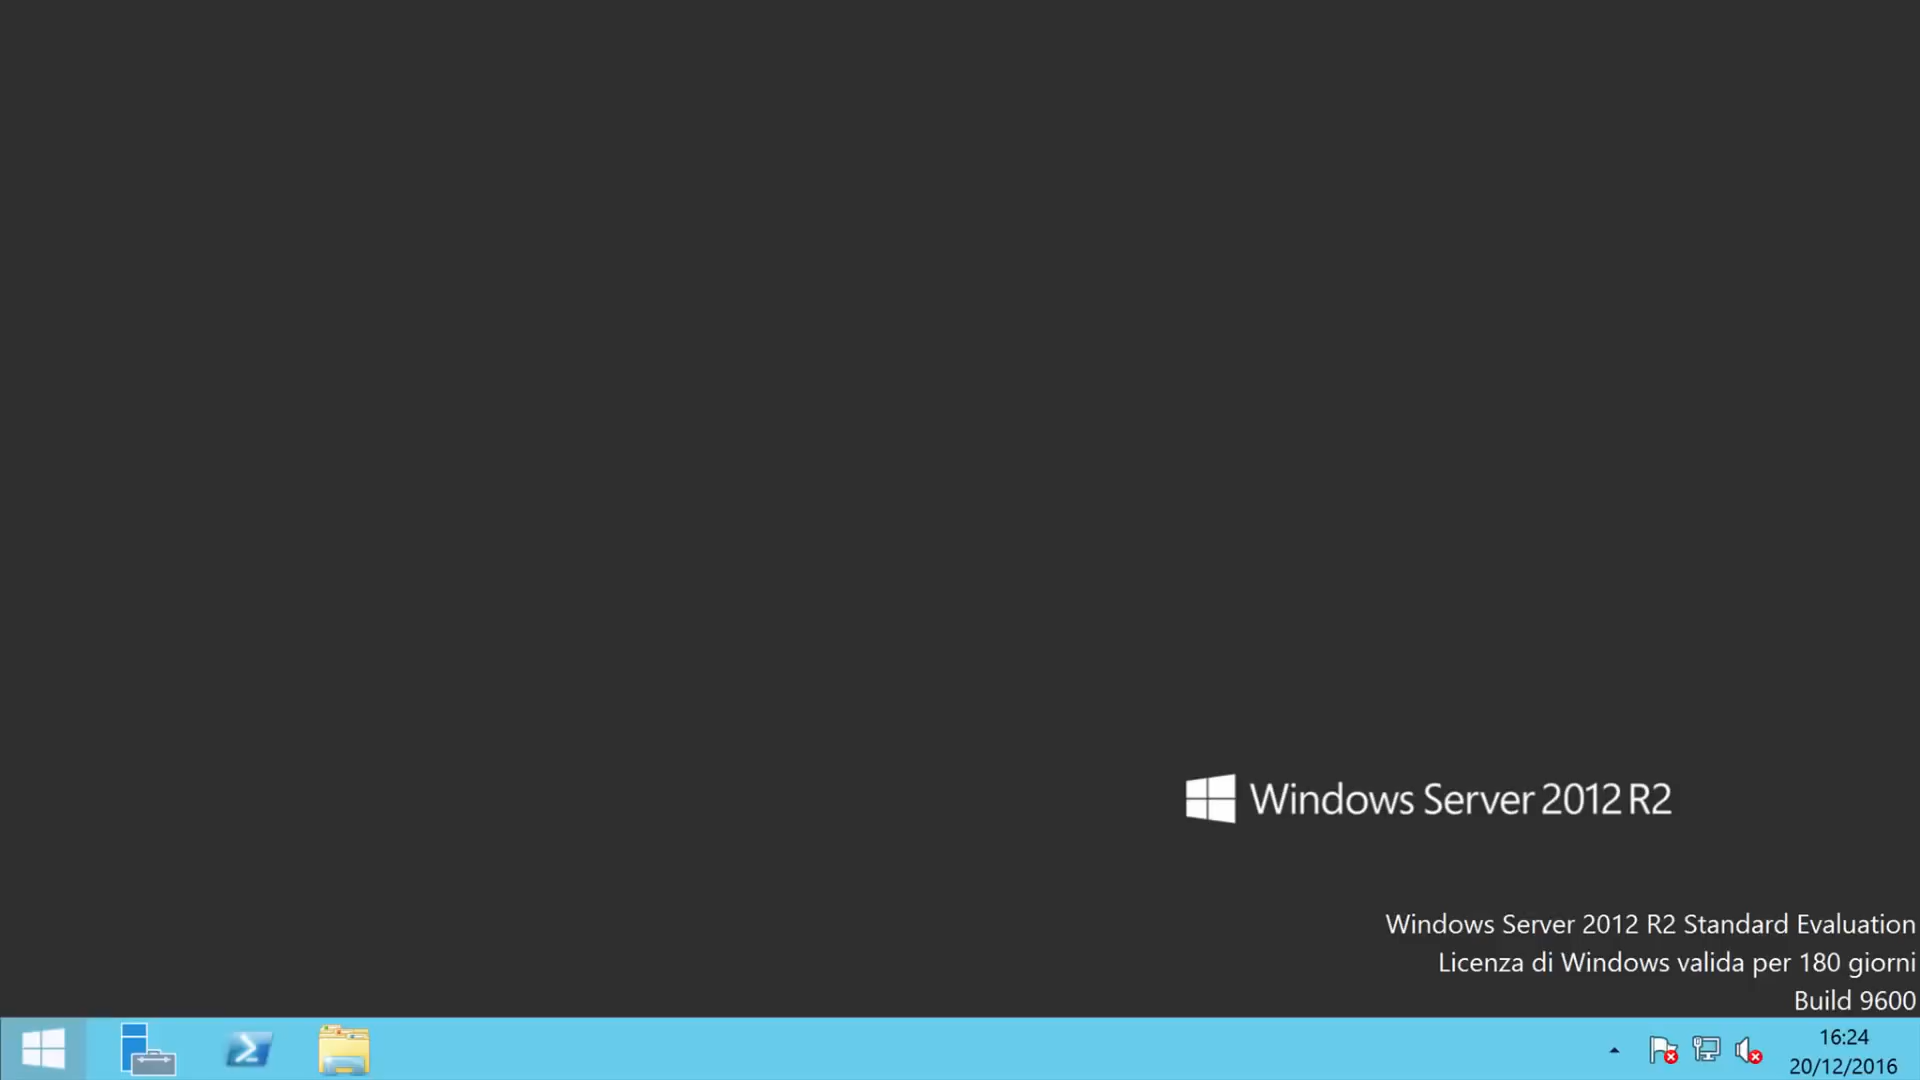 Windows Server 2012 R2
Windows Server 2012 R2 Standard Evaluation
Licenza di Windows valida per 180 giorni
Build 9600
16:24
20/12/2016